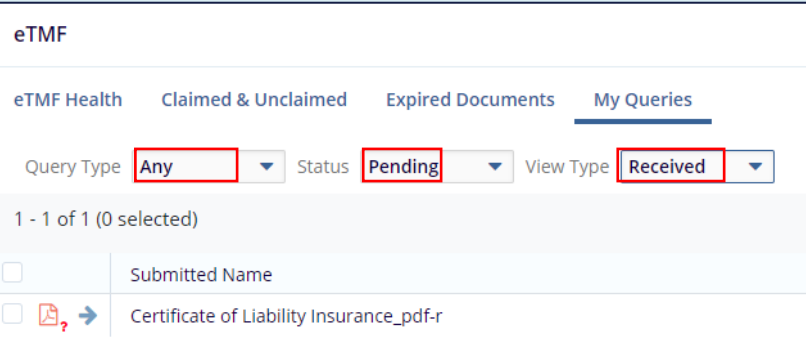 eTMF
eTMF Health Claimed & Unclaimed Expired Documents My Queries
Query Type Any Status Pending View Type Received
1 - 1 of 1 (0 selected)
Submitted Name
? Certificate of Liability Insurance_pdf-r